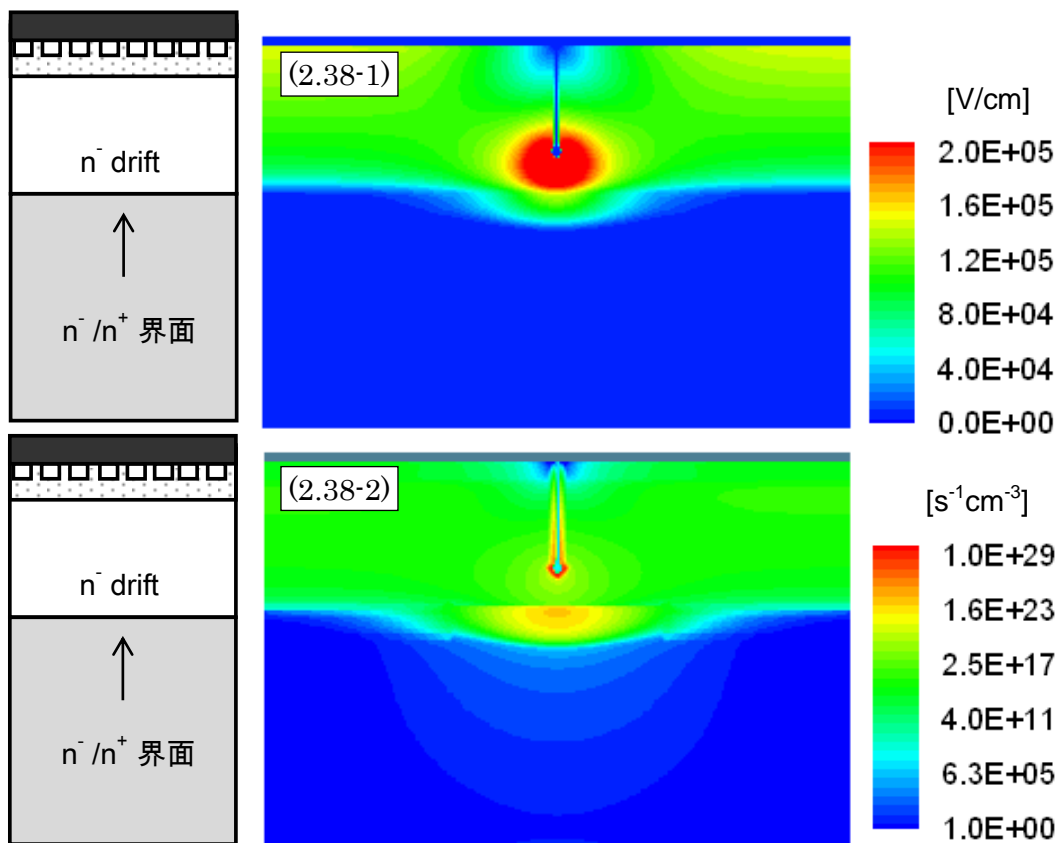 (2.38-1)
n⁻ drift
n⁻/n⁺ 界面
[V/cm]
2.0E+05
1.6E+05
1.2E+05
8.0E+04
4.0E+04
0.0E+00
(2.38-2)
n⁻ drift
n⁻/n⁺ 界面
[s⁻¹cm⁻³]
1.0E+29
1.6E+23
2.5E+17
4.0E+11
6.3E+05
1.0E+00